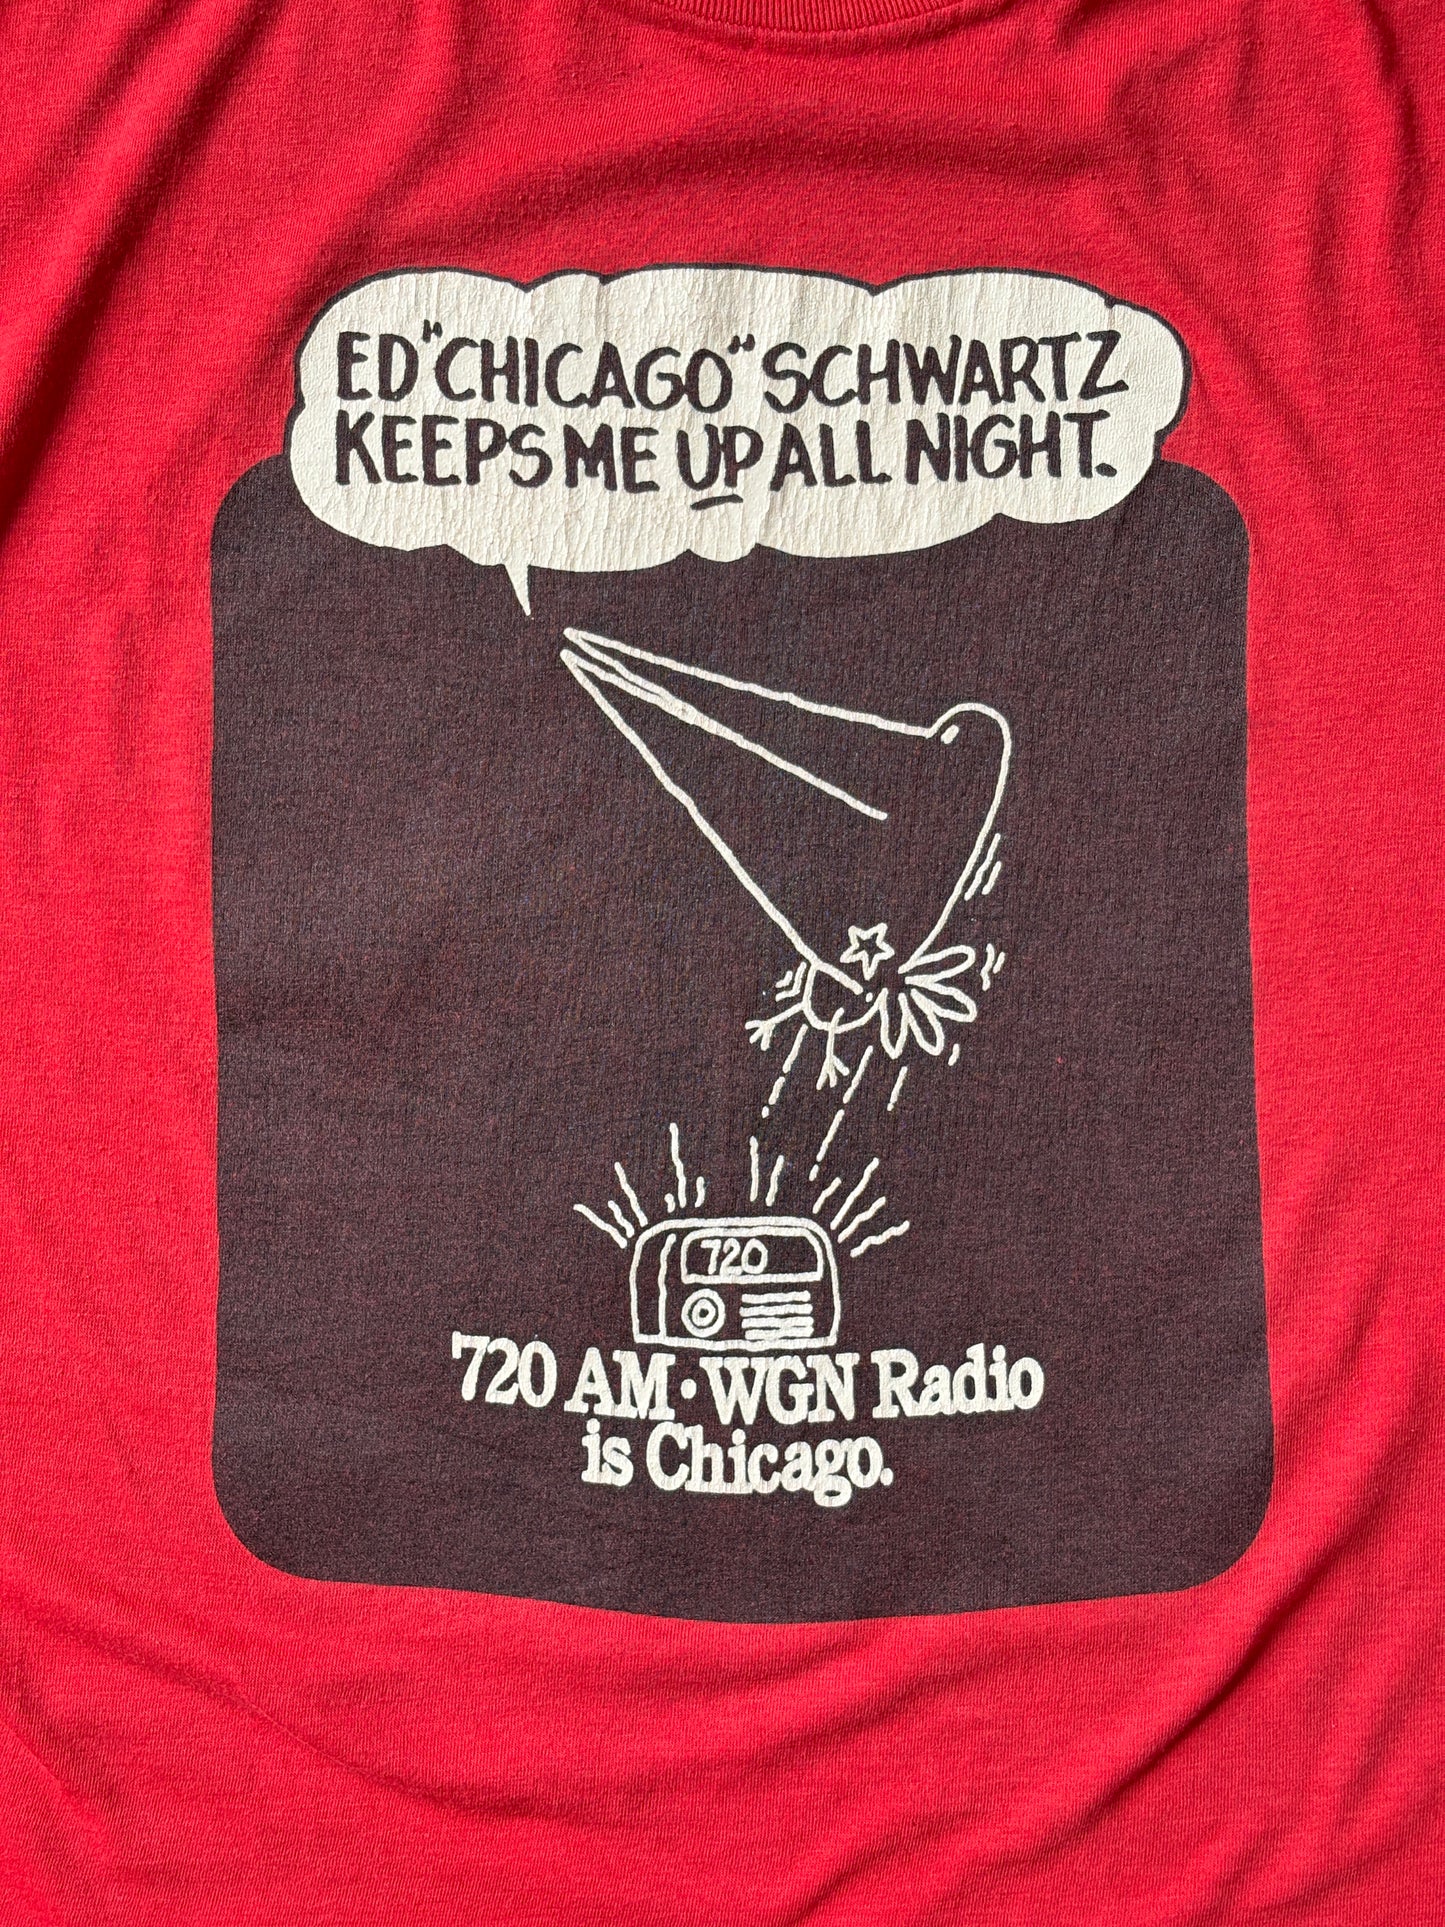 ED "CHICAGO" SCHWARTZ
KEEPS ME UP ALL NIGHT.
720
720 AM • WGN Radio
is Chicago.